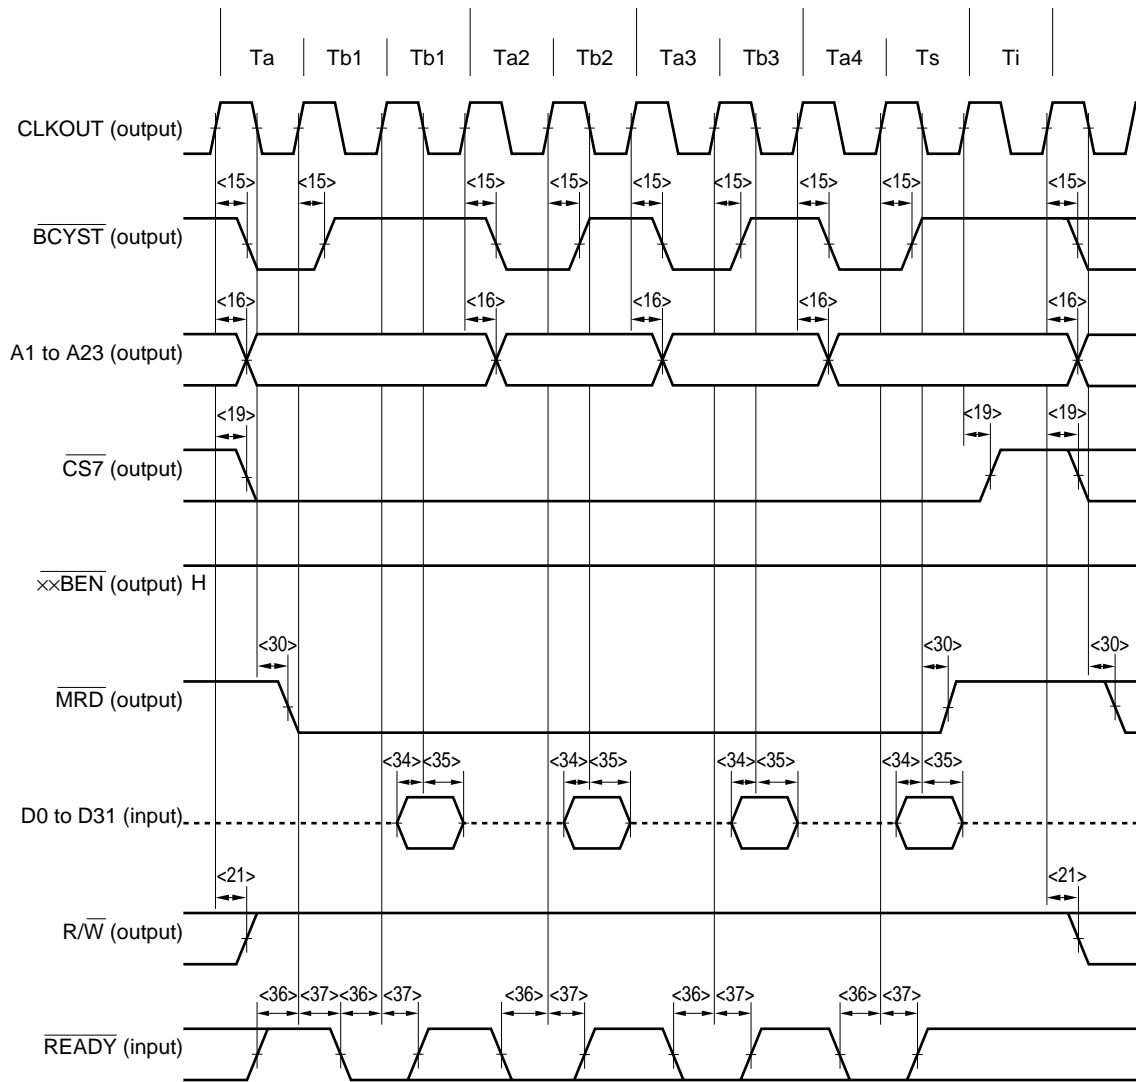 Ta Tb1 Tb1 Ta2 Tb2 Ta3 Tb3 Ta4 Ts Ti
CLKOUT (output)
<15> <15> <15> <15> <15> <15> <15> <15> <15>
BCYST (output)
<16> <16> <16> <16> <16>
A1 to A23 (output)
<19> <19> <19>
CS7 (output)
××BEN (output) H
<30> <30> <30>
MRD (output)
<34> <35> <34> <35> <34> <35> <34> <35>
D0 to D31 (input)
<21> <21>
R/W (output)
<36> <37> <36> <37> <36> <37> <36> <37> <36> <37>
READY (input)